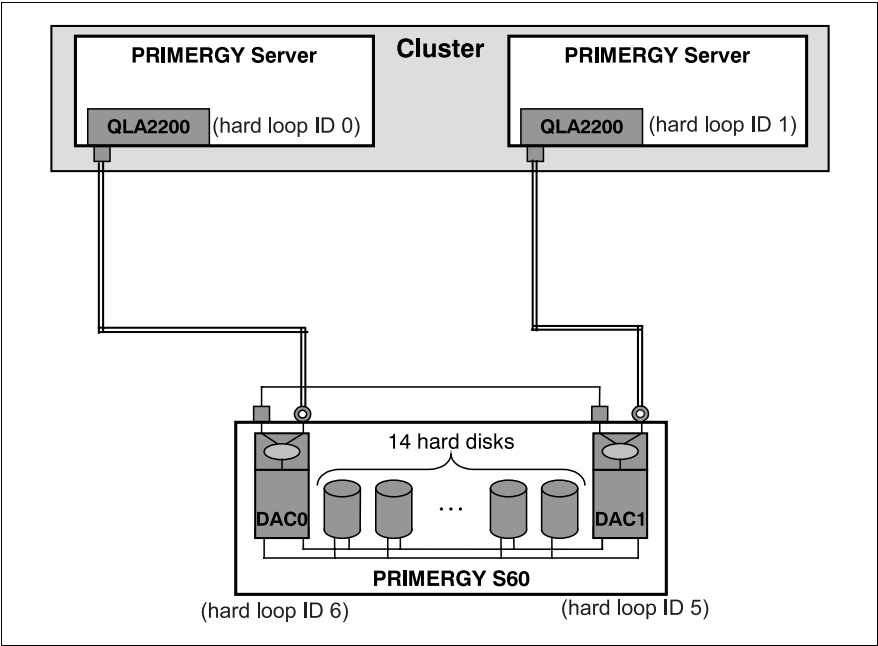 Cluster
PRIMERGY Server
QLA2200 (hard loop ID 0)
PRIMERGY Server
QLA2200 (hard loop ID 1)
14 hard disks
DAC0
...
DAC1
PRIMERGY S60
(hard loop ID 6)
(hard loop ID 5)